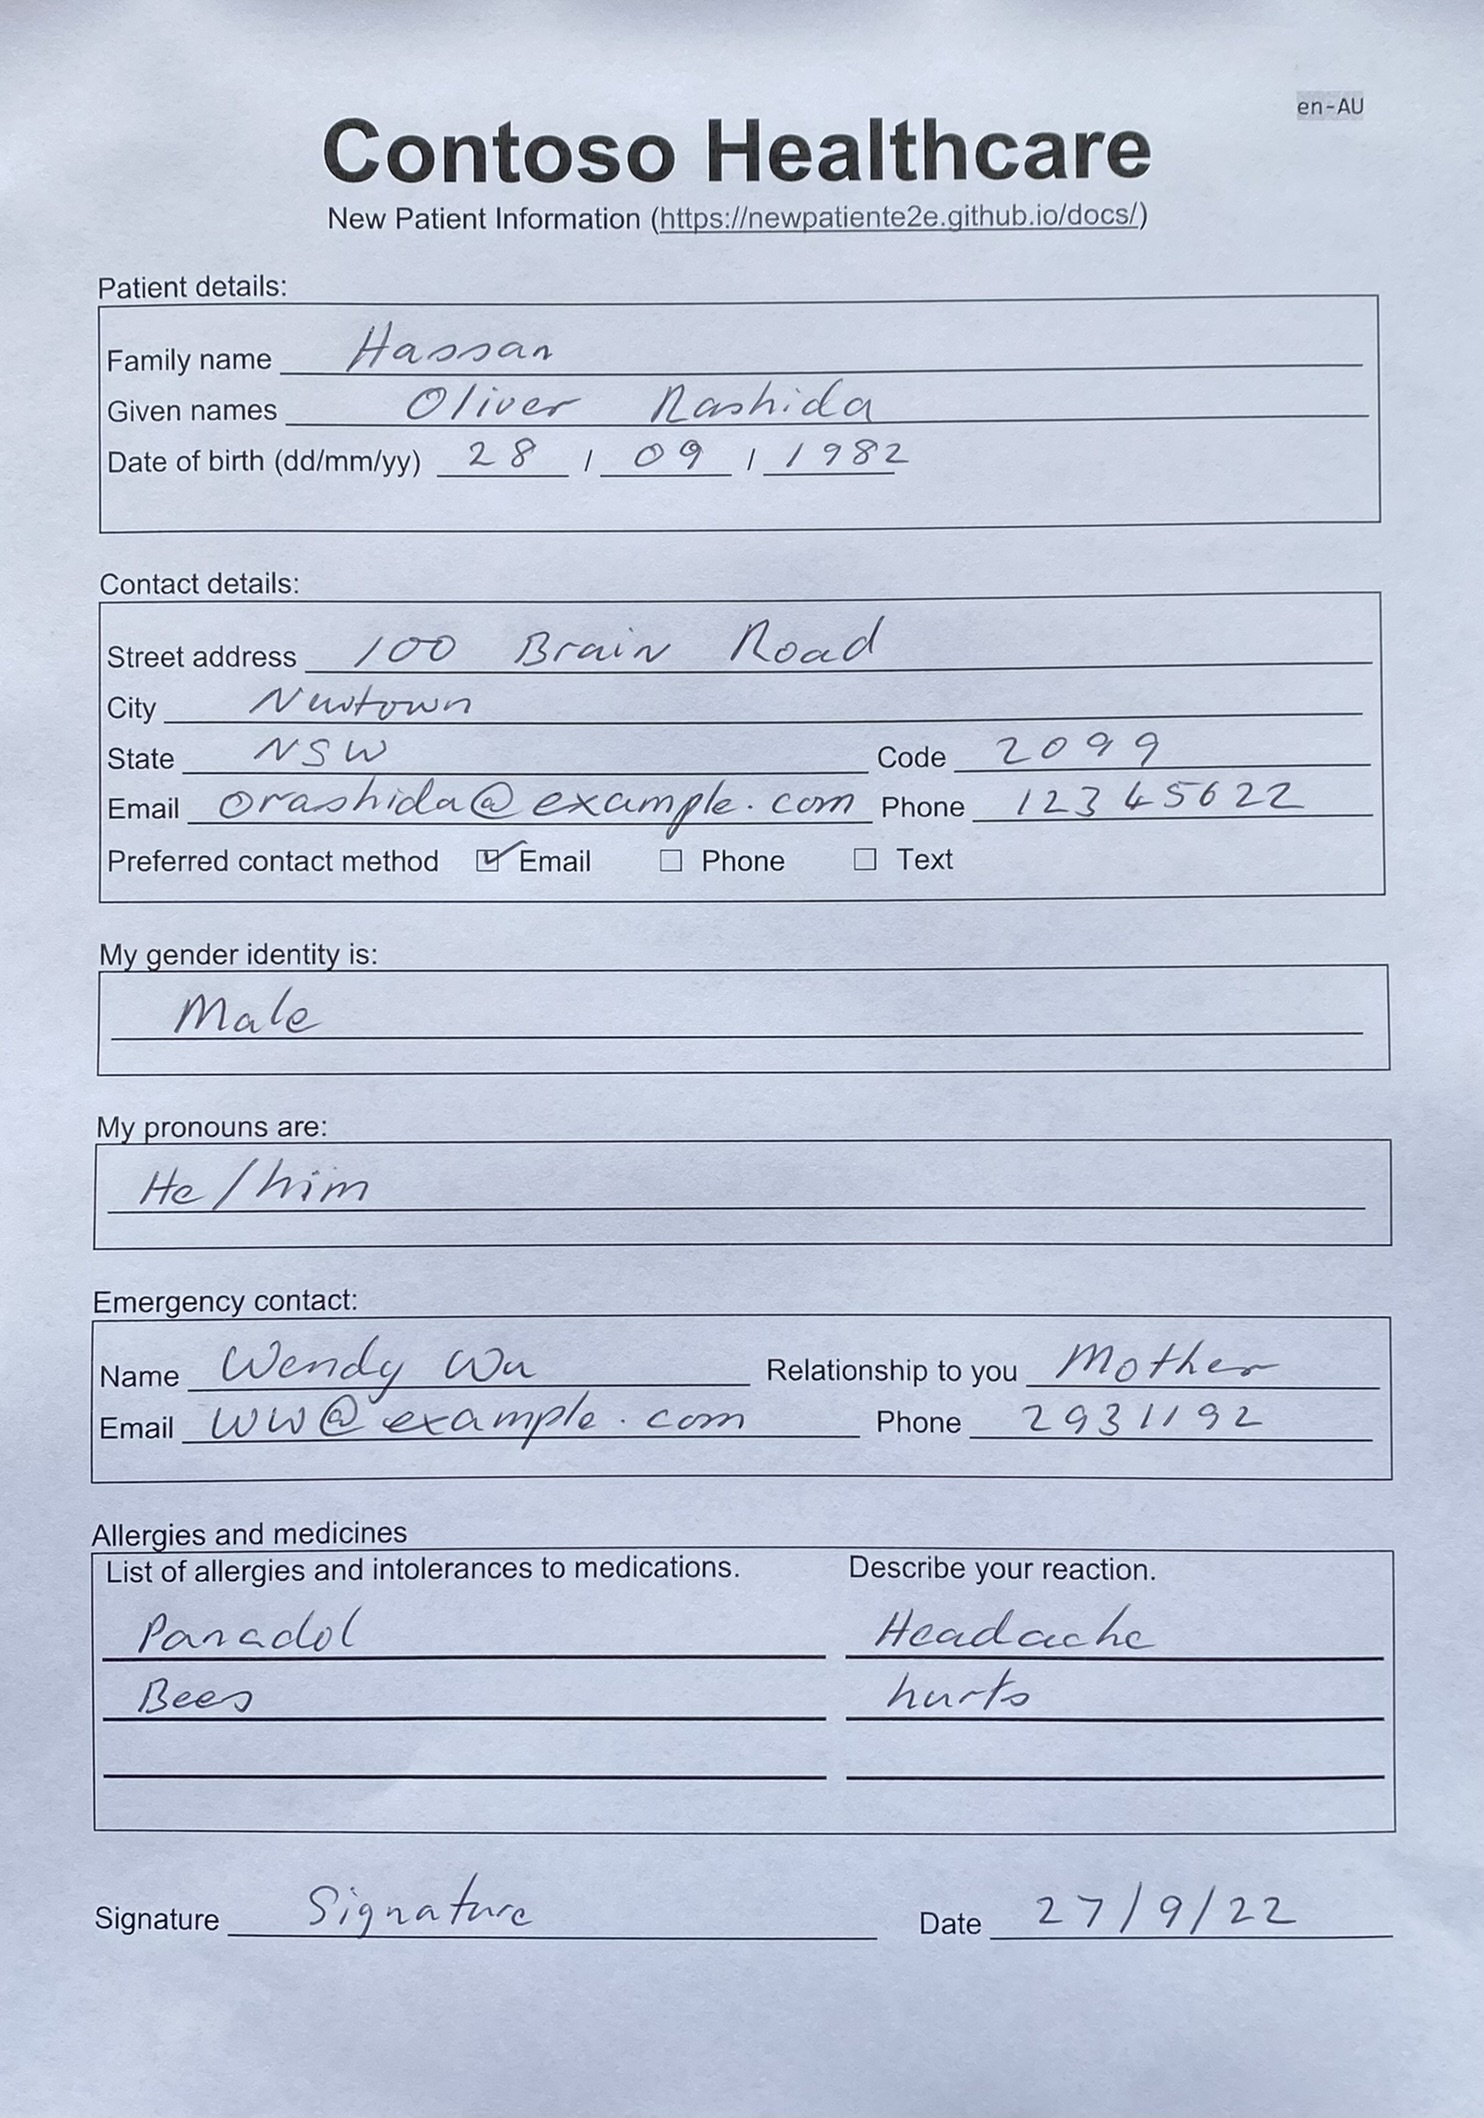 en-AU
Contoso Healthcare
New Patient Information (https://newpatiente2e.github.io/docs/)
Patient details:
Family name Hassan
Given names Oliver Rashida
Date of birth (dd/mm/yy) 28 / 09 / 1982
Contact details:
Street address 100 Brain Road
City Newtown
State NSW Code 2099
Email orashida@example.com Phone 12345622
Preferred contact method ☑ Email ☐ Phone ☐ Text
My gender identity is:
Male
My pronouns are:
He/him
Emergency contact:
Name Wendy Wu Relationship to you Mother
Email ww@example.com Phone 2931192
Allergies and medicines
List of allergies and intolerances to medications. Describe your reaction.
Panadol Headache
Bees hurts
Signature Signature Date 27/9/22